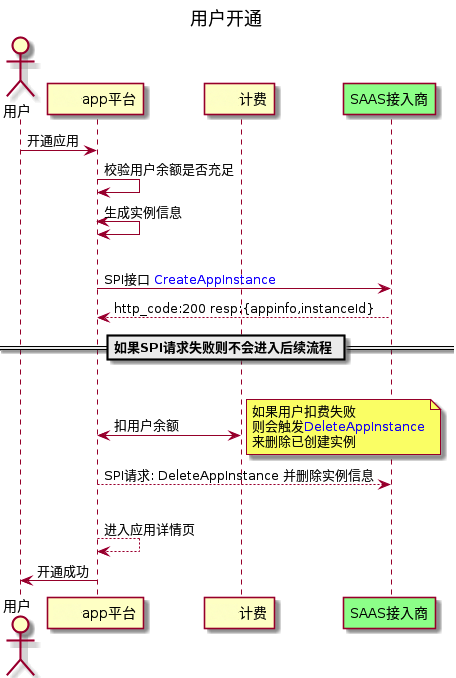 用户开通
用户
app平台
计费
SAAS接入商
开通应用
校验用户余额是否充足
生成实例信息
SPI接口 CreateAppInstance
http_code:200 resp:{appinfo,instanceId}
如果SPI请求失败则不会进入后续流程
如果用户扣费失败
则会触发DeleteAppInstance
来删除已创建实例
扣用户余额
SPI请求: DeleteAppInstance 并删除实例信息
进入应用详情页
开通成功
用户
app平台
计费
SAAS接入商